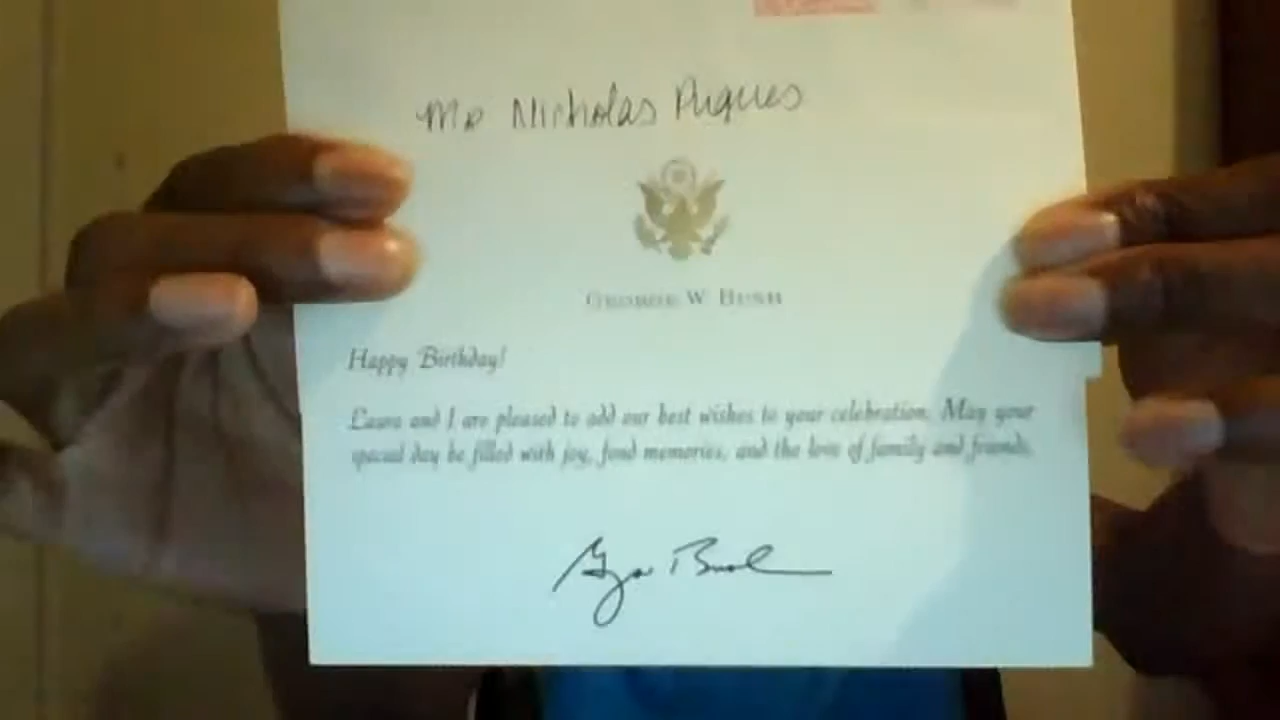 Mr Nicholas Pugues
GEORGE W BUSH
Happy Birthday!
Laura and I are pleased to add our best wishes to your celebration. May your
special day be filled with joy, fond memories, and the love of family and friends.